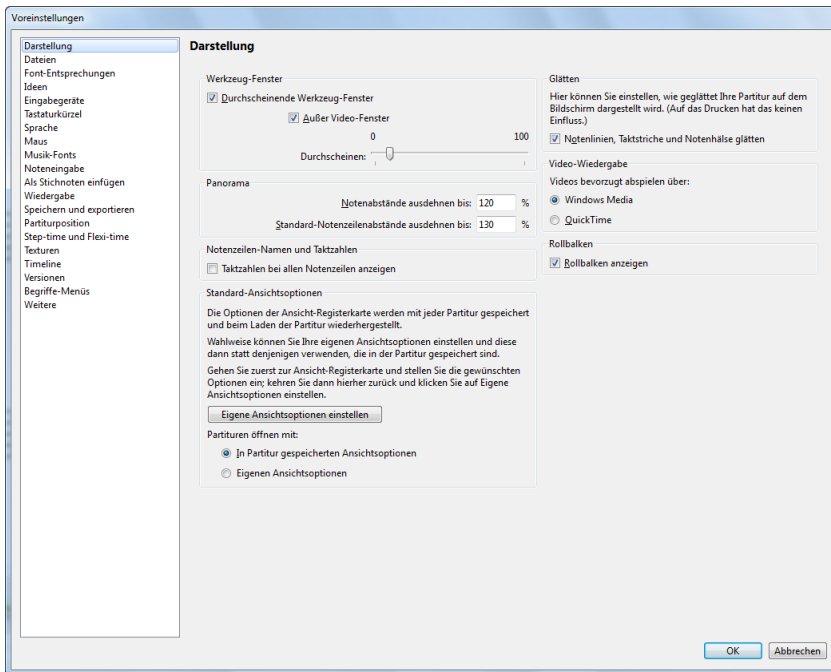 Voreinstellungen
Darstellung
Dateien
Font-Entsprechungen
Ideen
Eingabegeräte
Tastaturkürzel
Sprache
Maus
Musik-Fonts
Noteneingabe
Als Stichnoten einfügen
Wiedergabe
Speichern und exportieren
Partiturposition
Step-time und Flexi-time
Texturen
Timeline
Versionen
Begriffe-Menüs
Weitere
Darstellung
Werkzeug-Fenster
Durchscheinende Werkzeug-Fenster
Außer Video-Fenster
0 100
Durchscheinen:
Panorama
Notenabstände ausdehnen bis: 120 %
Standard-Notenzeilenabstände ausdehnen bis: 130 %
Notenzeilen-Namen und Taktzahlen
Taktzahlen bei allen Notenzeilen anzeigen
Standard-Ansichtsoptionen
Die Optionen der Ansicht-Registerkarte werden mit jeder Partitur gespeichert
und beim Laden der Partitur wiederhergestellt.
Wahlweise können Sie Ihre eigenen Ansichtsoptionen einstellen und diese
dann statt denjenigen verwenden, die in der Partitur gespeichert sind.
Gehen Sie zuerst zur Ansicht-Registerkarte und stellen Sie die gewünschten
Optionen ein; kehren Sie dann hierher zurück und klicken Sie auf Eigene
Ansichtsoptionen einstellen.
Eigene Ansichtsoptionen einstellen
Partituren öffnen mit:
In Partitur gespeicherten Ansichtsoptionen
Eigenen Ansichtsoptionen
Glätten
Hier können Sie einstellen, wie geglättet Ihre Partitur auf dem
Bildschirm dargestellt wird. (Auf das Drucken hat das keinen
Einfluss.)
Notenlinien, Taktstriche und Notenhälse glätten
Video-Wiedergabe
Videos bevorzugt abspielen über:
Windows Media
QuickTime
Rollbalken
Rollbalken anzeigen
OK Abbrechen